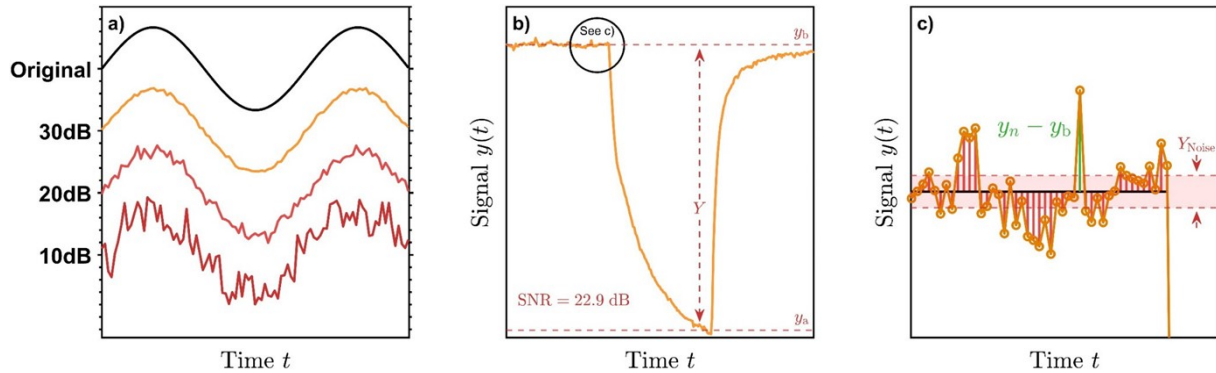 a)
Original
30dB
20dB
10dB
Time t
b)
See c)
y_b
Signal y(t)
Y
SNR = 22.9 dB
y_a
Time t
c)
y_n − y_b
Y_Noise
Signal y(t)
Time t